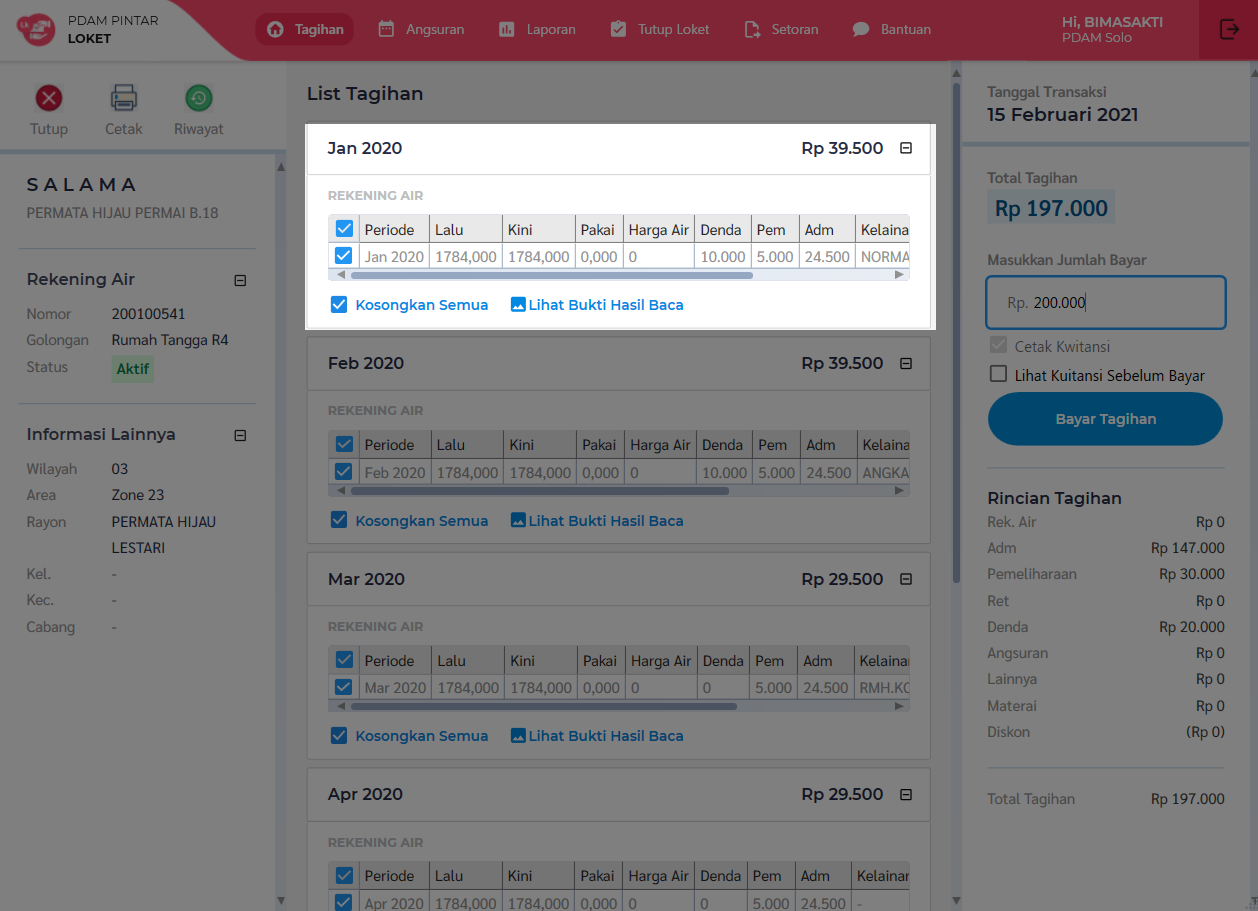 PDAM PINTAR
LOKET
Tagihan
Angsuran
Laporan
Tutup Loket
Setoran
Bantuan
Hi, BIMASAKTI
PDAM Solo
Tutup
Cetak
Riwayat
S A L A M A
PERMATA HIJAU PERMAI B.18
Rekening Air
Nomor 200100541
Golongan Rumah Tangga R4
Status Aktif
Informasi Lainnya
Wilayah 03
Area Zone 23
Rayon PERMATA HIJAU
LESTARI
Kel. -
Kec. -
Cabang -
List Tagihan
Jan 2020 Rp 39.500
REKENING AIR
Periode Lalu Kini Pakai Harga Air Denda Pem Adm Kelaina
Jan 2020 1784,000 1784,000 0,000 0 10.000 5.000 24.500 NORMA
Kosongkan Semua Lihat Bukti Hasil Baca
Feb 2020 Rp 39.500
REKENING AIR
Periode Lalu Kini Pakai Harga Air Denda Pem Adm Kelaina
Feb 2020 1784,000 1784,000 0,000 0 10.000 5.000 24.500 ANGKA
Kosongkan Semua Lihat Bukti Hasil Baca
Mar 2020 Rp 29.500
REKENING AIR
Periode Lalu Kini Pakai Harga Air Denda Pem Adm Kelainar
Mar 2020 1784,000 1784,000 0,000 0 0 5.000 24.500 RMH.KO
Kosongkan Semua Lihat Bukti Hasil Baca
Apr 2020 Rp 29.500
REKENING AIR
Periode Lalu Kini Pakai Harga Air Denda Pem Adm Kelainar
Apr 2020 1784,000 1784,000 0,000 0 0 5.000 24.500 -
Tanggal Transaksi
15 Februari 2021
Total Tagihan
Rp 197.000
Masukkan Jumlah Bayar
Rp. 200.000
Cetak Kwitansi
Lihat Kuitansi Sebelum Bayar
Bayar Tagihan
Rincian Tagihan
Rek. Air Rp 0
Adm Rp 147.000
Pemeliharaan Rp 30.000
Ret Rp 0
Denda Rp 20.000
Angsuran Rp 0
Lainnya Rp 0
Materai Rp 0
Diskon (Rp 0)
Total Tagihan Rp 197.000